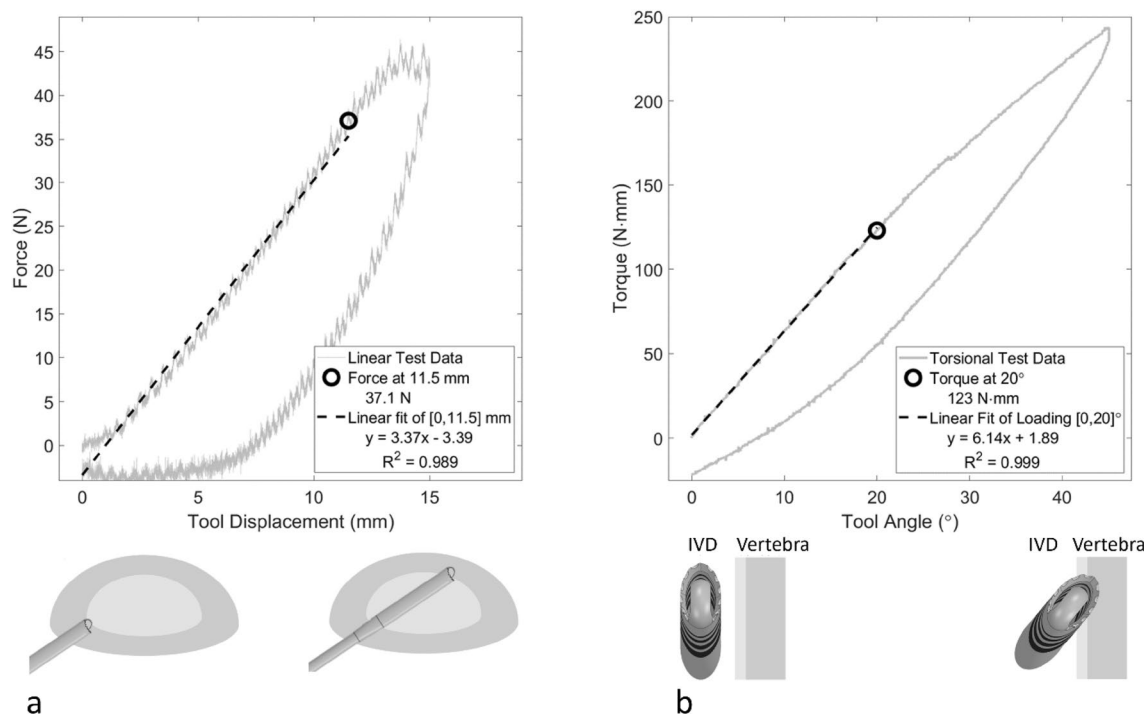 45
40
35
30
25
20
15
10
5
0
Force (N)
0 5 10 15
Tool Displacement (mm)
Linear Test Data
Force at 11.5 mm
37.1 N
Linear fit of [0,11.5] mm
y = 3.37x - 3.39
R² = 0.989
a
250
200
150
100
50
0
Torque (N·mm)
0 10 20 30 40
Tool Angle (°)
Torsional Test Data
Torque at 20°
123 N·mm
Linear Fit of Loading [0,20]°
y = 6.14x + 1.89
R² = 0.999
IVD Vertebra
IVD Vertebra
b